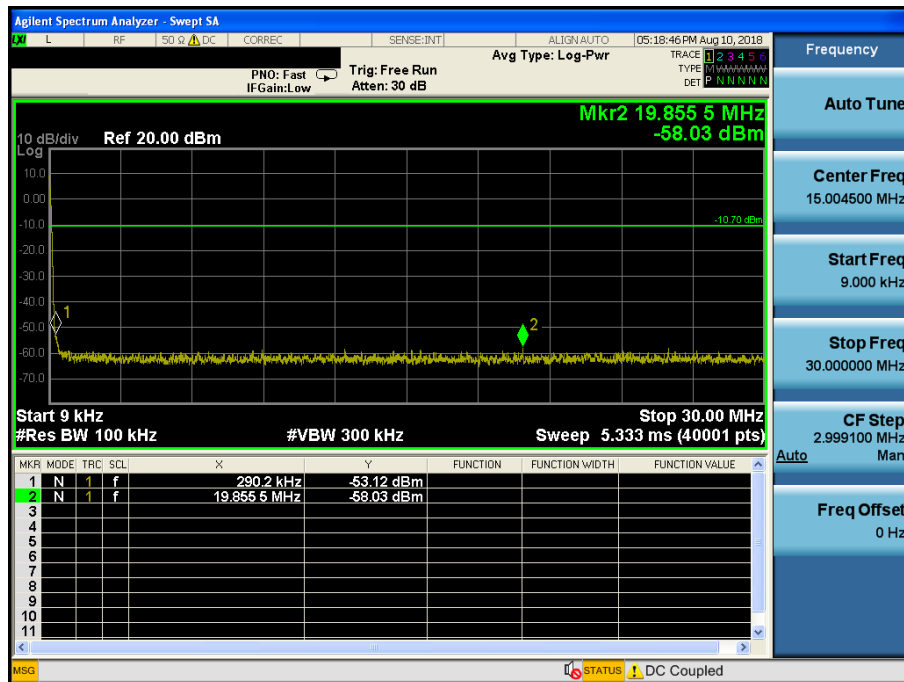 Agilent Spectrum Analyzer - Swept SA
LXI L RF 50 Ω DC CORREC SENSE:INT ALIGN AUTO 05:18:46 PM Aug 10, 2018
Avg Type: Log-Pwr
TRACE 1 2 3 4 5 6
TYPE M W W W W W
DET P N N N N N
PNO: Fast
IFGain:Low
Trig: Free Run
Atten: 30 dB
Mkr2 19.855 5 MHz
-58.03 dBm
10 dB/div Ref 20.00 dBm
Log
10.0
0.00
-10.0
-20.0
-30.0
-40.0
-50.0
-60.0
-70.0
-10.70 dBm
1
2
Start 9 kHz Stop 30.00 MHz
#Res BW 100 kHz #VBW 300 kHz Sweep 5.333 ms (40001 pts)
MKR MODE TRC SCL X Y FUNCTION FUNCTION WIDTH FUNCTION VALUE
1 N 1 f 290.2 kHz -53.12 dBm
2 N 1 f 19.855 5 MHz -58.03 dBm
3
4
5
6
7
8
9
10
11
MSG STATUS DC Coupled
Frequency
Auto Tune
Center Freq
15.004500 MHz
Start Freq
9.000 kHz
Stop Freq
30.000000 MHz
CF Step
2.999100 MHz
Auto Man
Freq Offset
0 Hz